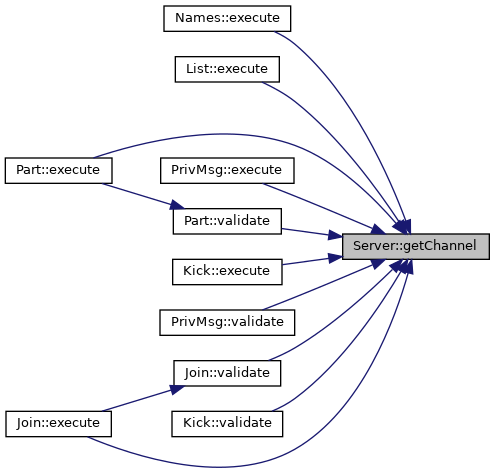 Names::execute
List::execute
Part::execute
PrivMsg::execute
Part::validate
Server::getChannel
Kick::execute
PrivMsg::validate
Join::validate
Join::execute
Kick::validate